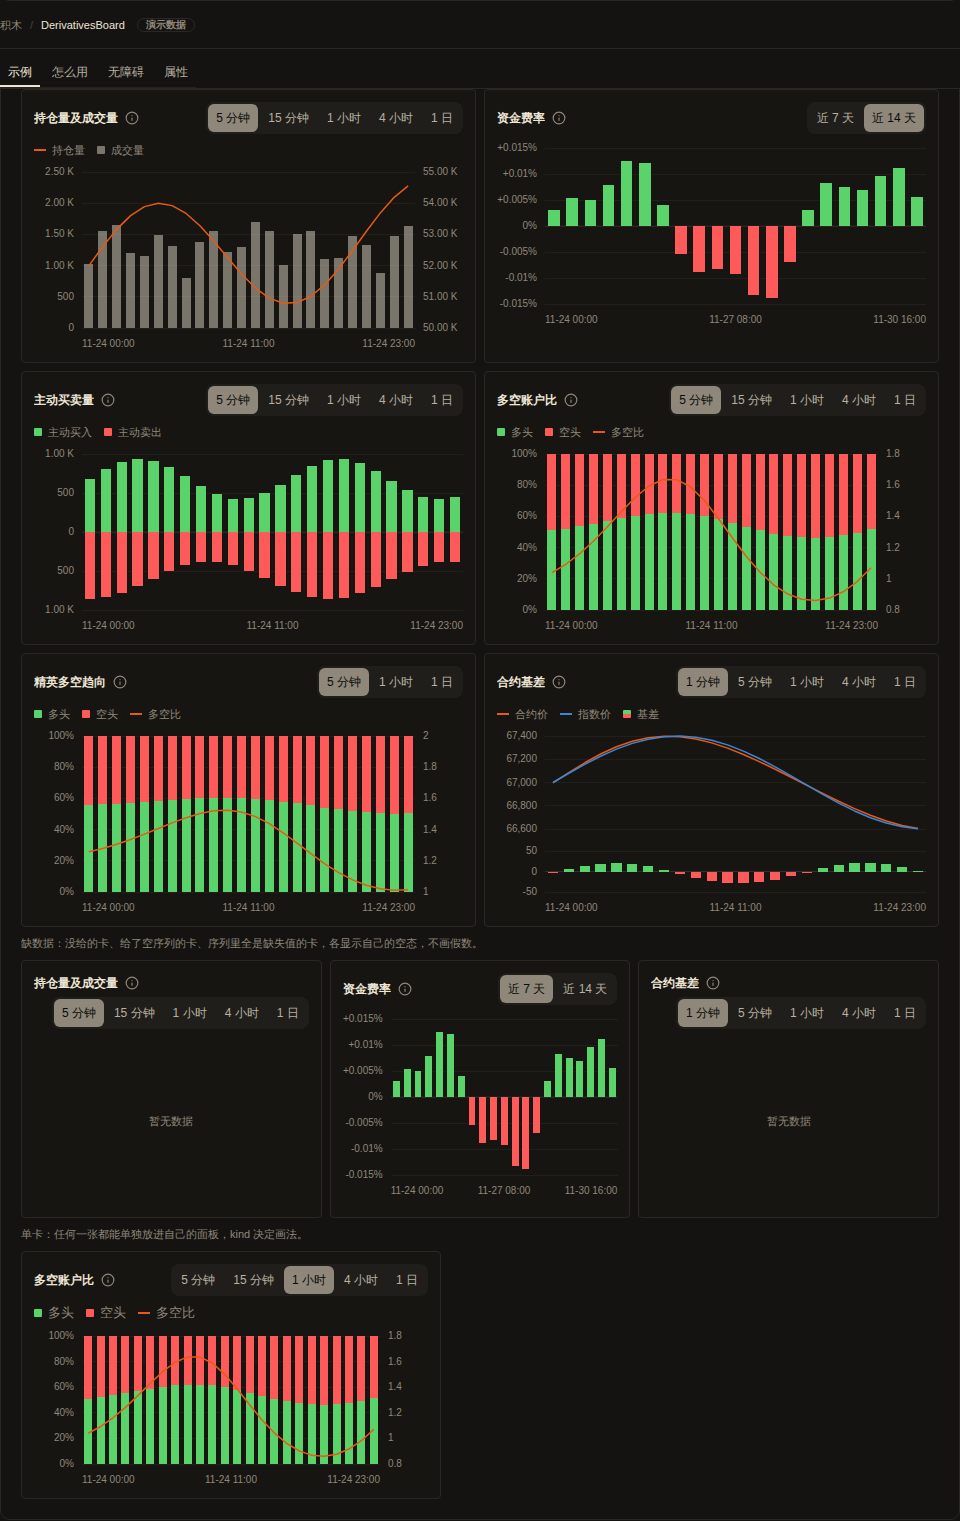 积木 / DerivativesBoard 演示数据
示例 怎么用 无障碍 属性
持仓量及成交量 5 分钟 15 分钟 1 小时 4 小时 1 日
持仓量 成交量
2.50 K 55.00 K
2.00 K 54.00 K
1.50 K 53.00 K
1.00 K 52.00 K
500 51.00 K
0 50.00 K
11-24 00:00 11-24 11:00 11-24 23:00
资金费率 近 7 天 近 14 天
+0.015%
+0.01%
+0.005%
0%
-0.005%
-0.01%
-0.015%
11-24 00:00 11-27 08:00 11-30 16:00
主动买卖量 5 分钟 15 分钟 1 小时 4 小时 1 日
主动买入 主动卖出
1.00 K
500
0
500
1.00 K
11-24 00:00 11-24 11:00 11-24 23:00
多空账户比 5 分钟 15 分钟 1 小时 4 小时 1 日
多头 空头 多空比
100% 1.8
80% 1.6
60% 1.4
40% 1.2
20% 1
0% 0.8
11-24 00:00 11-24 11:00 11-24 23:00
精英多空趋向 5 分钟 1 小时 1 日
多头 空头 多空比
100% 2
80% 1.8
60% 1.6
40% 1.4
20% 1.2
0% 1
11-24 00:00 11-24 11:00 11-24 23:00
合约基差 1 分钟 5 分钟 1 小时 4 小时 1 日
合约价 指数价 基差
67,400
67,200
67,000
66,800
66,600
50
0
-50
11-24 00:00 11-24 11:00 11-24 23:00
缺数据：没给的卡、给了空序列的卡、序列里全是缺失值的卡，各显示自己的空态，不画假数。
持仓量及成交量
5 分钟 15 分钟 1 小时 4 小时 1 日
暂无数据
资金费率 近 7 天 近 14 天
+0.015%
+0.01%
+0.005%
0%
-0.005%
-0.01%
-0.015%
11-24 00:00 11-27 08:00 11-30 16:00
合约基差
1 分钟 5 分钟 1 小时 4 小时 1 日
暂无数据
单卡：任何一张都能单独放进自己的面板，kind 决定画法。
多空账户比 5 分钟 15 分钟 1 小时 4 小时 1 日
多头 空头 多空比
100% 1.8
80% 1.6
60% 1.4
40% 1.2
20% 1
0% 0.8
11-24 00:00 11-24 11:00 11-24 23:00